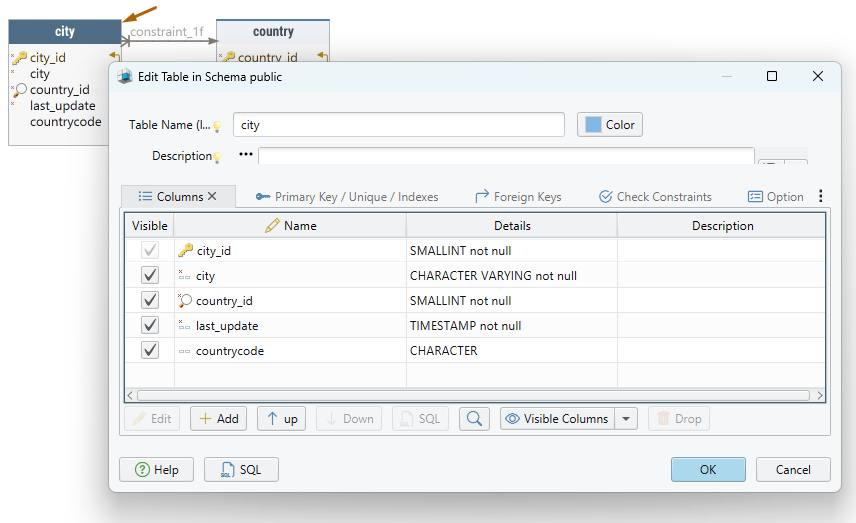 city
constraint_1f
country
city_id
country_id
city
country_id
last_update
countrycode
Edit Table in Schema public
Table Name (l...
city
Color
Description
•••
Columns
Primary Key / Unique / Indexes
Foreign Keys
Check Constraints
Option
Visible Name Details Description
city_id SMALLINT not null
city CHARACTER VARYING not null
country_id SMALLINT not null
last_update TIMESTAMP not null
countrycode CHARACTER
Edit Add up Down SQL Visible Columns Drop
Help SQL OK Cancel